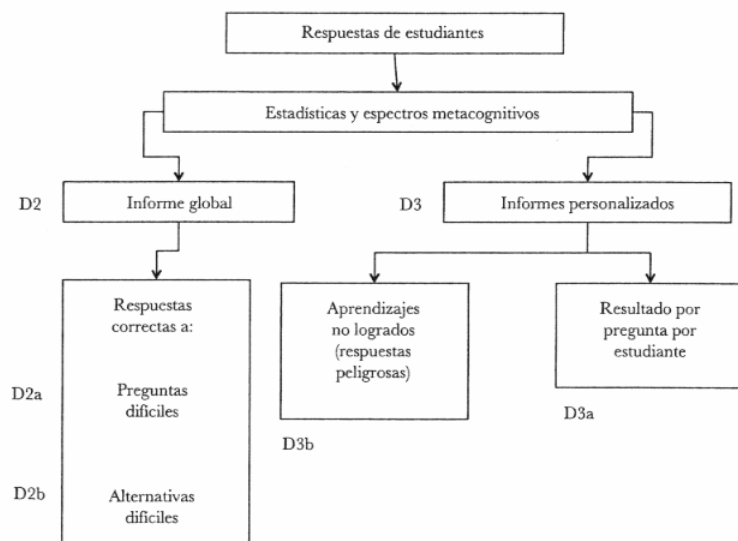 Respuestas de estudiantes
Estadísticas y espectros metacognitivos
D2
Informe global
D3
Informes personalizados
Respuestas
correctas a:
D2a
Preguntas
difíciles
D2b
Alternativas
difíciles
Aprendizajes
no logrados
(respuestas
peligrosas)
D3b
Resultado por
pregunta por
estudiante
D3a